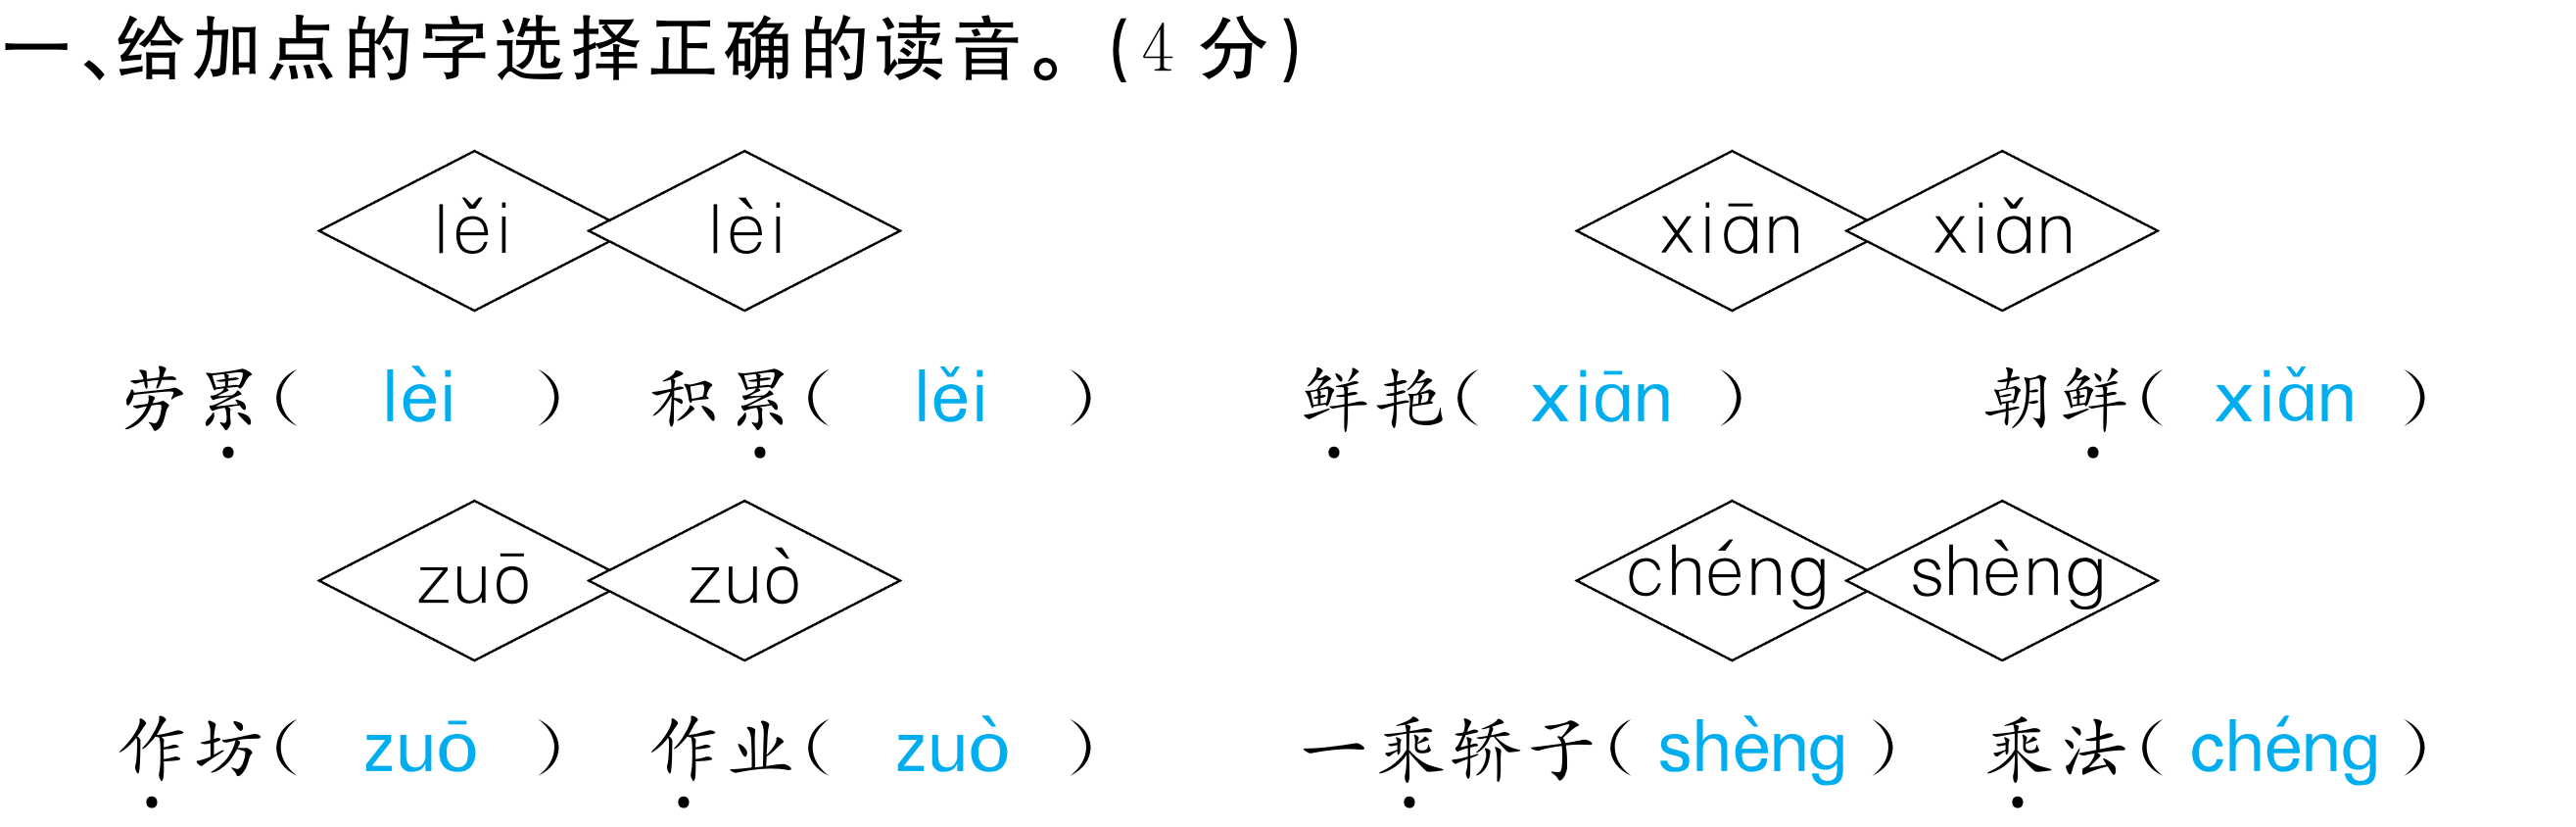 一、给加点的字选择正确的读音。(4 分)
lěi lèi xiān xiǎn
劳累( lèi ) 积累( lěi ) 鲜艳( xiān ) 朝鲜( xiǎn )
zuō zuò chéng shèng
作坊( zuō ) 作业( zuò ) 一乘轿子( shèng ) 乘法( chéng )